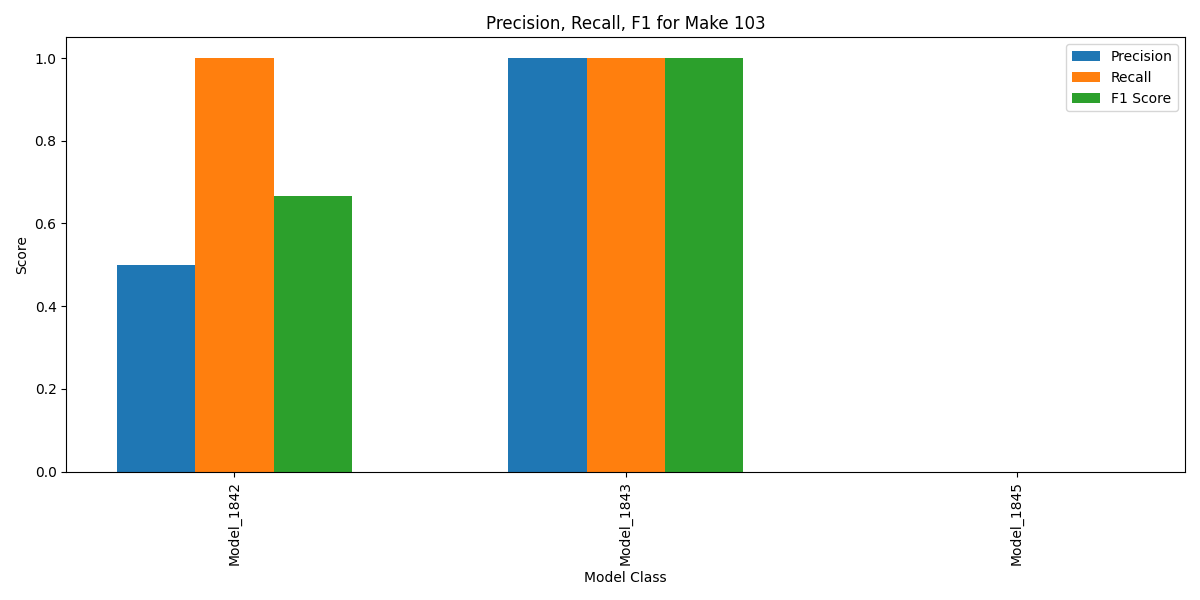 Precision, Recall, F1 for Make 103
Precision
Recall
F1 Score
Score
1.0
0.8
0.6
0.4
0.2
0.0
Model_1842
Model_1843
Model_1845
Model Class